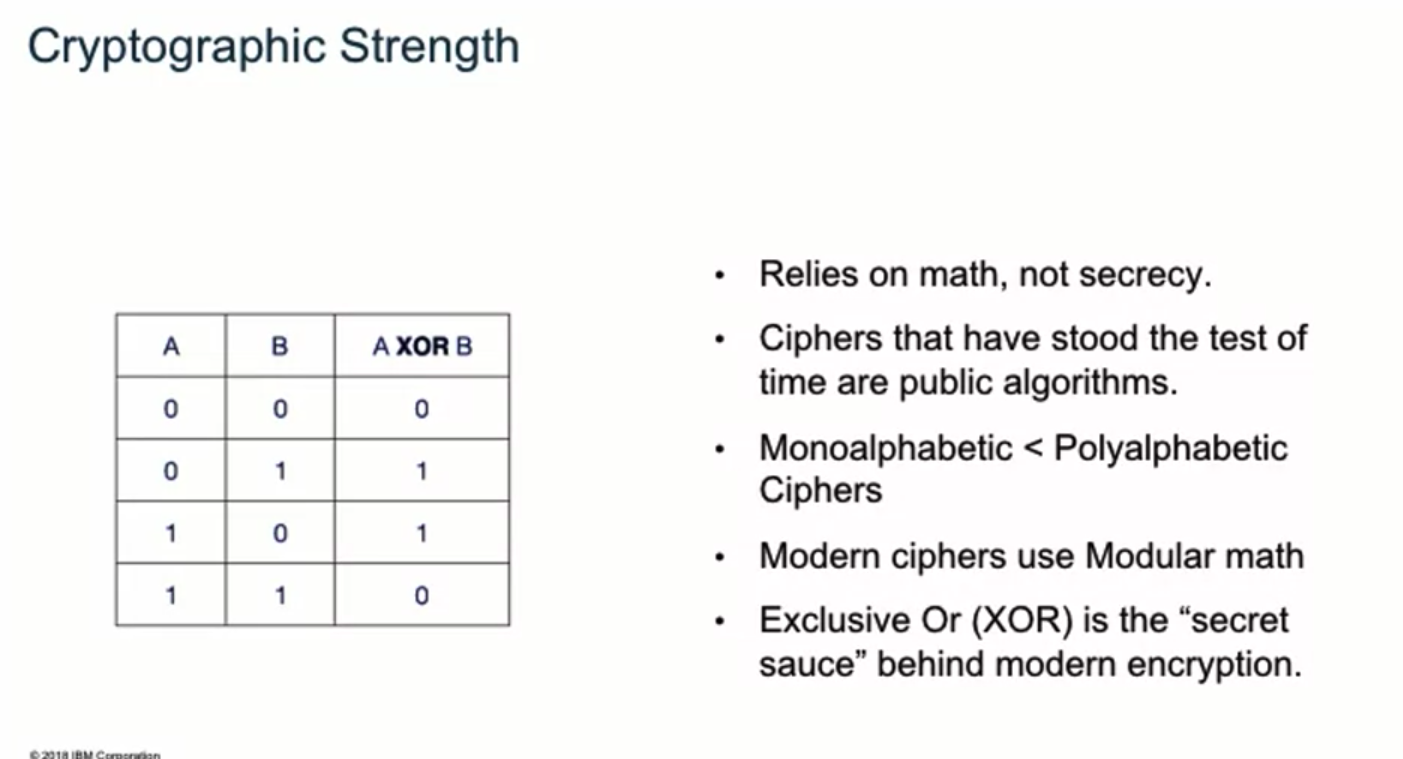 Cryptographic Strength
A B A XOR B
0 0 0
0 1 1
1 0 1
1 1 0
• Relies on math, not secrecy.
• Ciphers that have stood the test of
time are public algorithms.
• Monoalphabetic < Polyalphabetic
Ciphers
• Modern ciphers use Modular math
• Exclusive Or (XOR) is the “secret
sauce” behind modern encryption.
© 2018 IBM Corporation